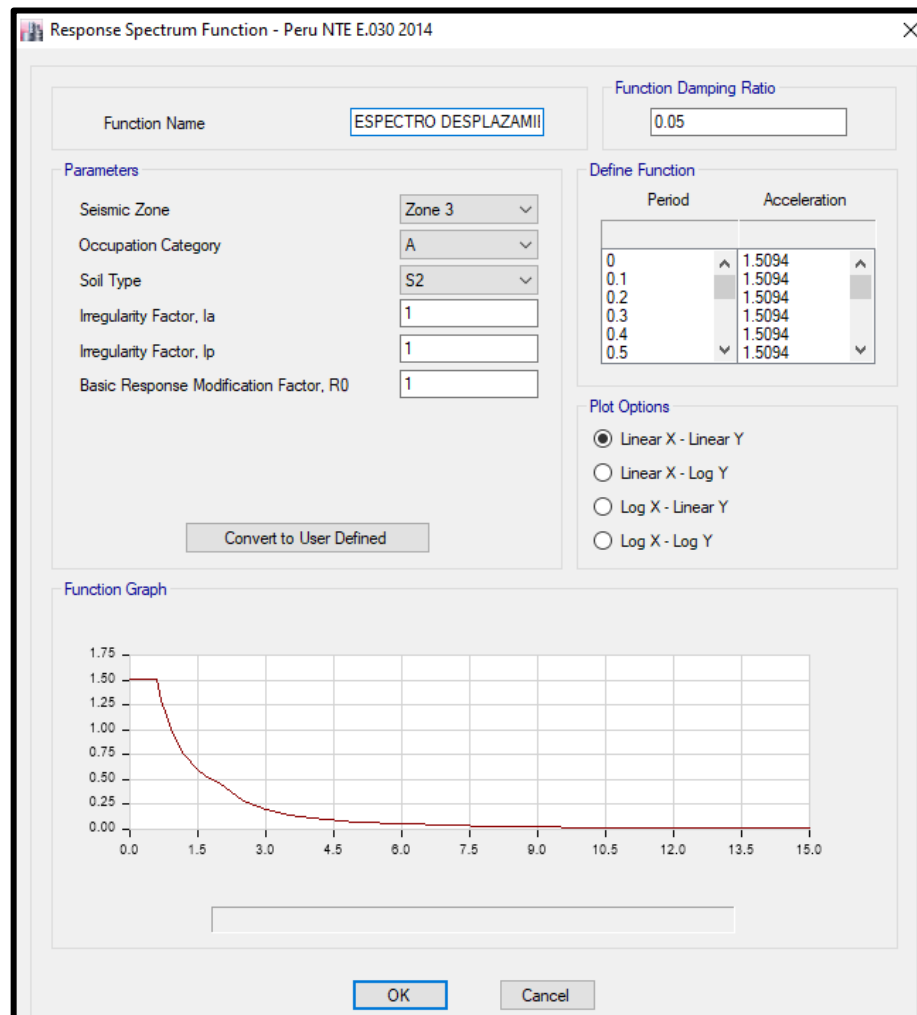 Response Spectrum Function - Peru NTE E.030 2014
Function Name
ESPECTRO DESPLAZAMII
Function Damping Ratio
0.05
Parameters
Seismic Zone
Zone 3
Occupation Category
A
Soil Type
S2
Irregularity Factor, Ia
1
Irregularity Factor, Ip
1
Basic Response Modification Factor, R0
1
Convert to User Defined
Define Function
Period Acceleration
0 1.5094
0.1 1.5094
0.2 1.5094
0.3 1.5094
0.4 1.5094
0.5 1.5094
Plot Options
Linear X - Linear Y
Linear X - Log Y
Log X - Linear Y
Log X - Log Y
Function Graph
1.75
1.50
1.25
1.00
0.75
0.50
0.25
0.00
0.0 1.5 3.0 4.5 6.0 7.5 9.0 10.5 12.0 13.5 15.0
OK Cancel